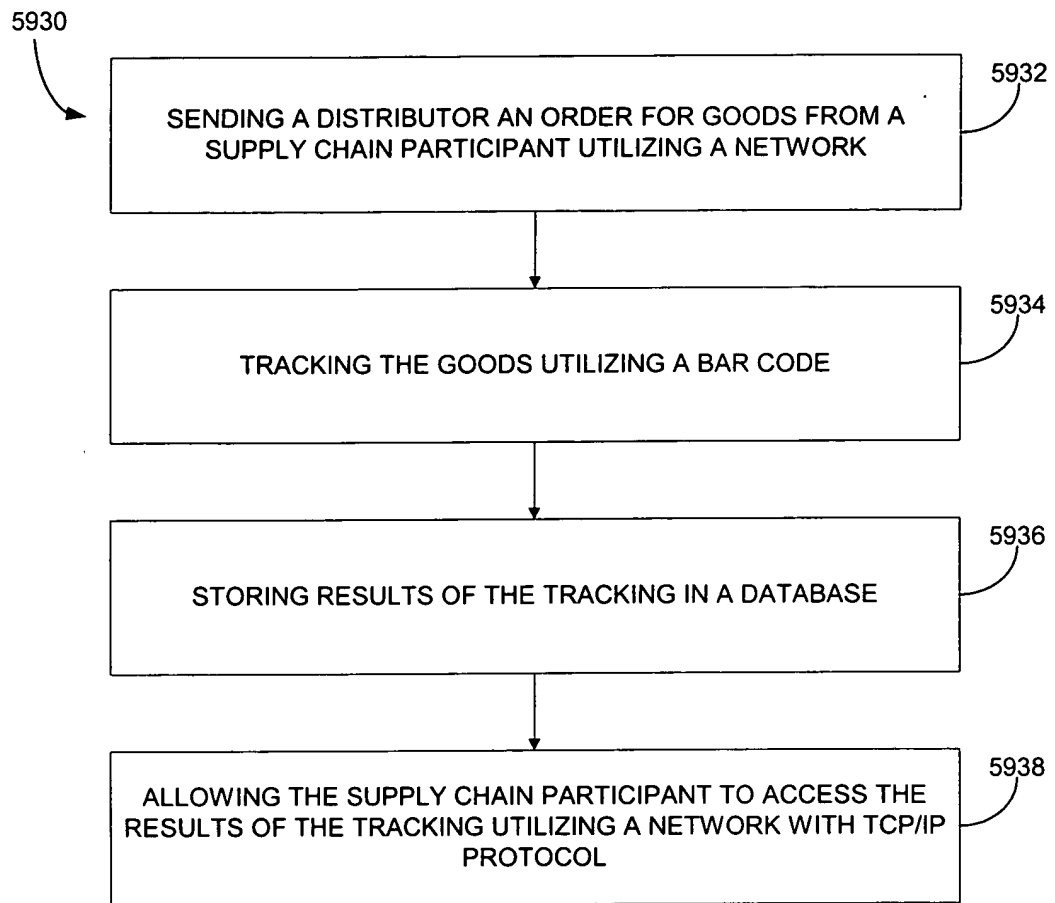 5930
5932
SENDING A DISTRIBUTOR AN ORDER FOR GOODS FROM A
SUPPLY CHAIN PARTICIPANT UTILIZING A NETWORK
5934
TRACKING THE GOODS UTILIZING A BAR CODE
5936
STORING RESULTS OF THE TRACKING IN A DATABASE
5938
ALLOWING THE SUPPLY CHAIN PARTICIPANT TO ACCESS THE
RESULTS OF THE TRACKING UTILIZING A NETWORK WITH TCP/IP
PROTOCOL